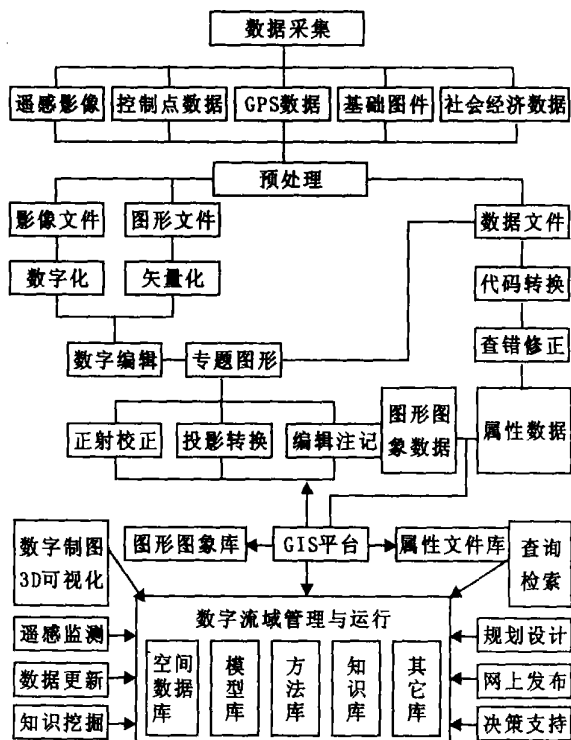 数据采集
遥感影像
控制点数据
GPS数据
基础图件
社会经济数据
预处理
影像文件
图形文件
数据文件
数字化
矢量化
代码转换
数字编辑
专题图形
查错修正
正射校正
投影转换
编辑注记
图形图
象数据
属性数据
数字制图
3D可视化
图形图象库
GIS平台
属性文件库
查询
检索
数字流域管理与运行
遥感监测
数据更新
知识挖掘
空间
数据
库
模
型
库
方
法
库
知
识
库
其
它
库
规划设计
网上发布
决策支持